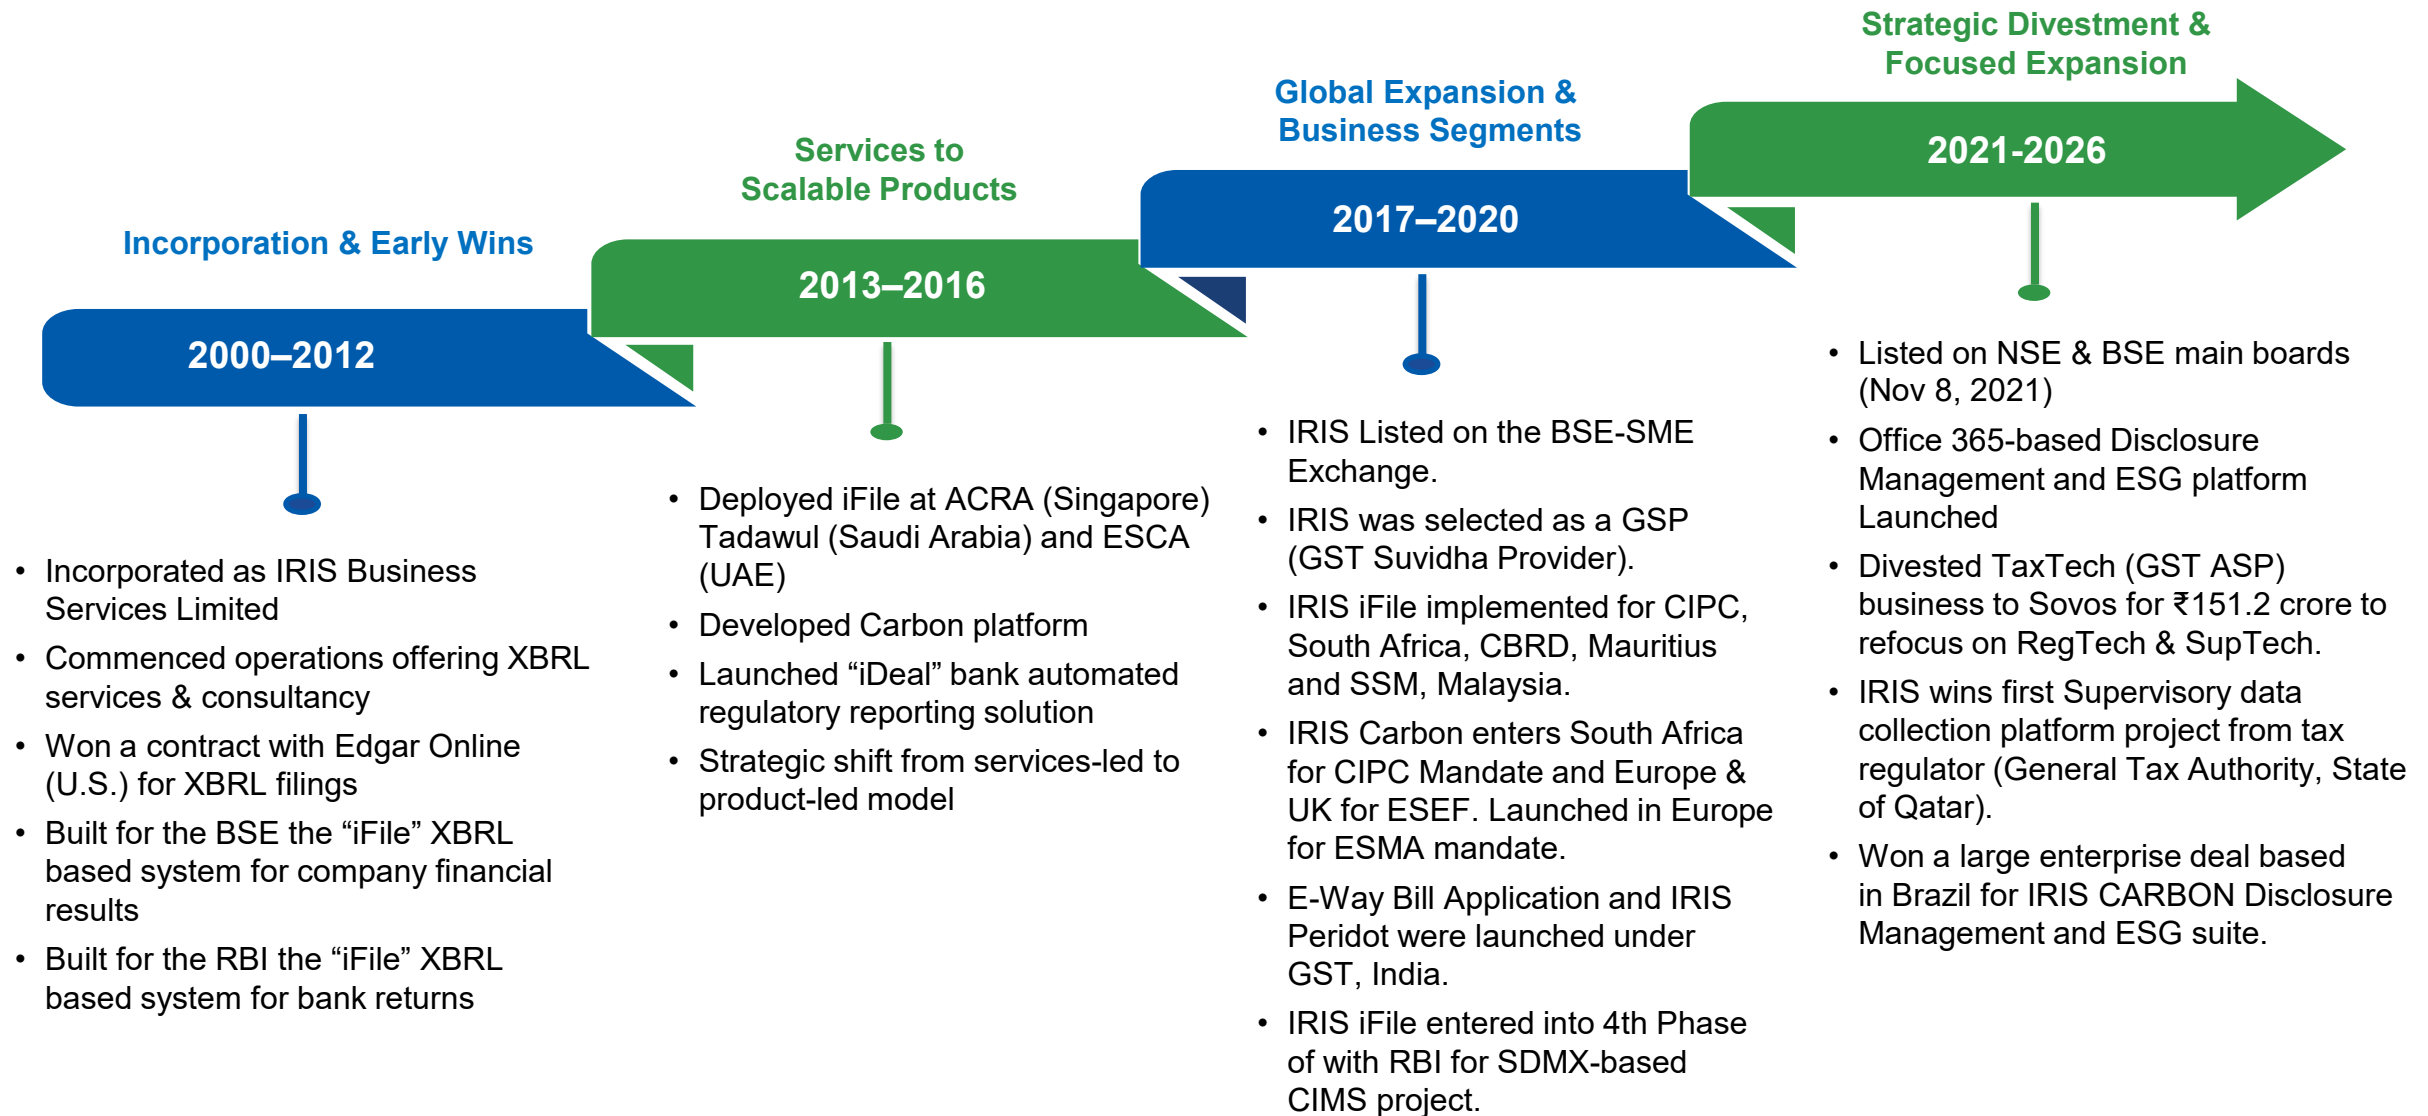 Incorporation & Early Wins
2000–2012
• Incorporated as IRIS Business
Services Limited
• Commenced operations offering XBRL
services & consultancy
• Won a contract with Edgar Online
(U.S.) for XBRL filings
• Built for the BSE the “iFile” XBRL
based system for company financial
results
• Built for the RBI the “iFile” XBRL
based system for bank returns
Services to
Scalable Products
2013–2016
• Deployed iFile at ACRA (Singapore)
Tadawul (Saudi Arabia) and ESCA
(UAE)
• Developed Carbon platform
• Launched “iDeal” bank automated
regulatory reporting solution
• Strategic shift from services-led to
product-led model
Global Expansion &
Business Segments
2017–2020
• IRIS Listed on the BSE-SME
Exchange.
• IRIS was selected as a GSP
(GST Suvidha Provider).
• IRIS iFile implemented for CIPC,
South Africa, CBRD, Mauritius
and SSM, Malaysia.
• IRIS Carbon enters South Africa
for CIPC Mandate and Europe &
UK for ESEF. Launched in Europe
for ESMA mandate.
• E-Way Bill Application and IRIS
Peridot were launched under
GST, India.
• IRIS iFile entered into 4th Phase
of with RBI for SDMX-based
CIMS project.
Strategic Divestment &
Focused Expansion
2021-2026
• Listed on NSE & BSE main boards
(Nov 8, 2021)
• Office 365-based Disclosure
Management and ESG platform
Launched
• Divested TaxTech (GST ASP)
business to Sovos for ₹151.2 crore to
refocus on RegTech & SupTech.
• IRIS wins first Supervisory data
collection platform project from tax
regulator (General Tax Authority, State
of Qatar).
• Won a large enterprise deal based
in Brazil for IRIS CARBON Disclosure
Management and ESG suite.